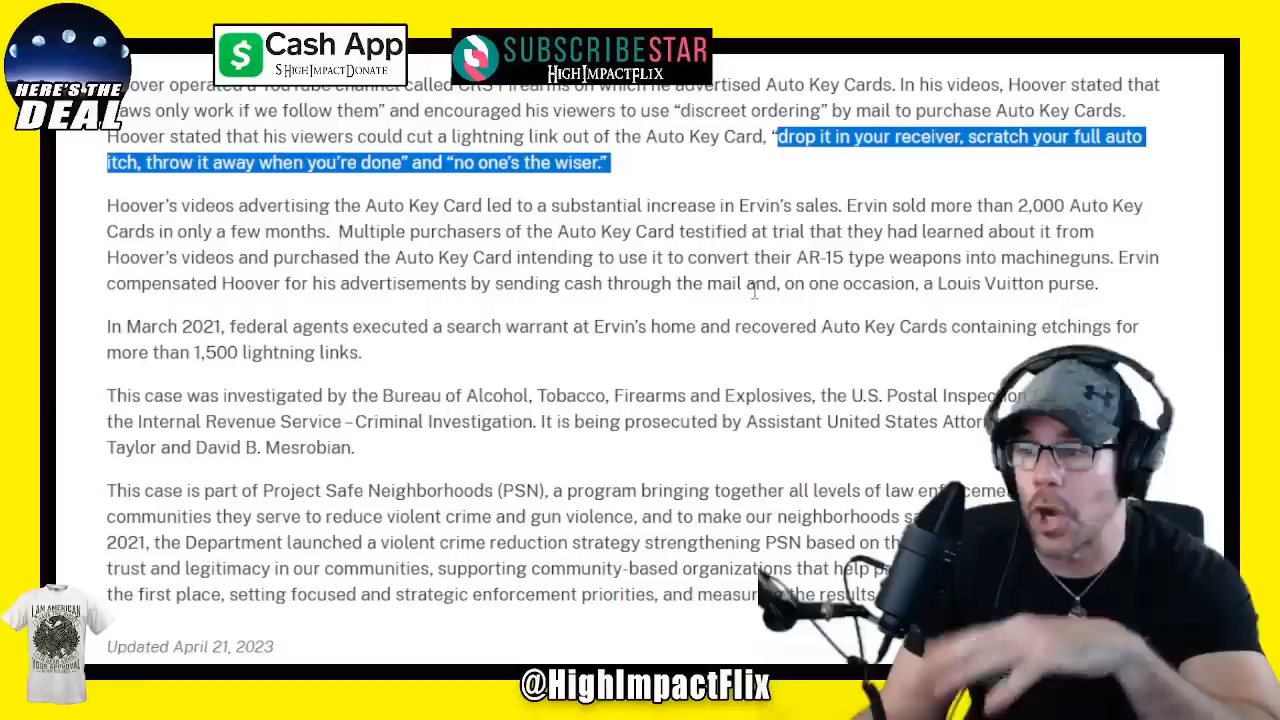 Cash App
$HIGHIMPACTDONATE
SUBSCRIBESTAR
HIGHIMPACTFLIX
HERE'S THE
DEAL
operated a YouTube channel called CRS Firearms on which he advertised Auto Key Cards. In his videos, Hoover stated that
only work if we follow them” and encouraged his viewers to use “discreet ordering” by mail to purchase Auto Key Cards.
Hoover stated that his viewers could cut a lightning link out of the Auto Key Card, “drop it in your receiver, scratch your full auto
itch, throw it away when you’re done” and “no one’s the wiser.”
Hoover’s videos advertising the Auto Key Card led to a substantial increase in Ervin’s sales. Ervin sold more than 2,000 Auto Key
Cards in only a few months. Multiple purchasers of the Auto Key Card testified at trial that they had learned about it from
Hoover’s videos and purchased the Auto Key Card intending to use it to convert their AR-15 type weapons into machineguns. Ervin
compensated Hoover for his advertisements by sending cash through the mail and, on one occasion, a Louis Vuitton purse.
In March 2021, federal agents executed a search warrant at Ervin’s home and recovered Auto Key Cards containing etchings for
more than 1,500 lightning links.
This case was investigated by the Bureau of Alcohol, Tobacco, Firearms and Explosives, the U.S. Postal
the Internal Revenue Service – Criminal Investigation. It is being prosecuted by Assistant United States
Taylor and David B. Mesrobian.
This case is part of Project Safe Neighborhoods (PSN), a program bringing together all levels of law
communities they serve to reduce violent crime and gun violence, and to make our neighborhoods
2021, the Department launched a violent crime reduction strategy strengthening PSN based on
trust and legitimacy in our communities, supporting community-based organizations that help
the first place, setting focused and strategic enforcement priorities, and the results
Updated April 21, 2023
I AM AMERICAN
YOUR APPROVAL
@HighImpactFlix